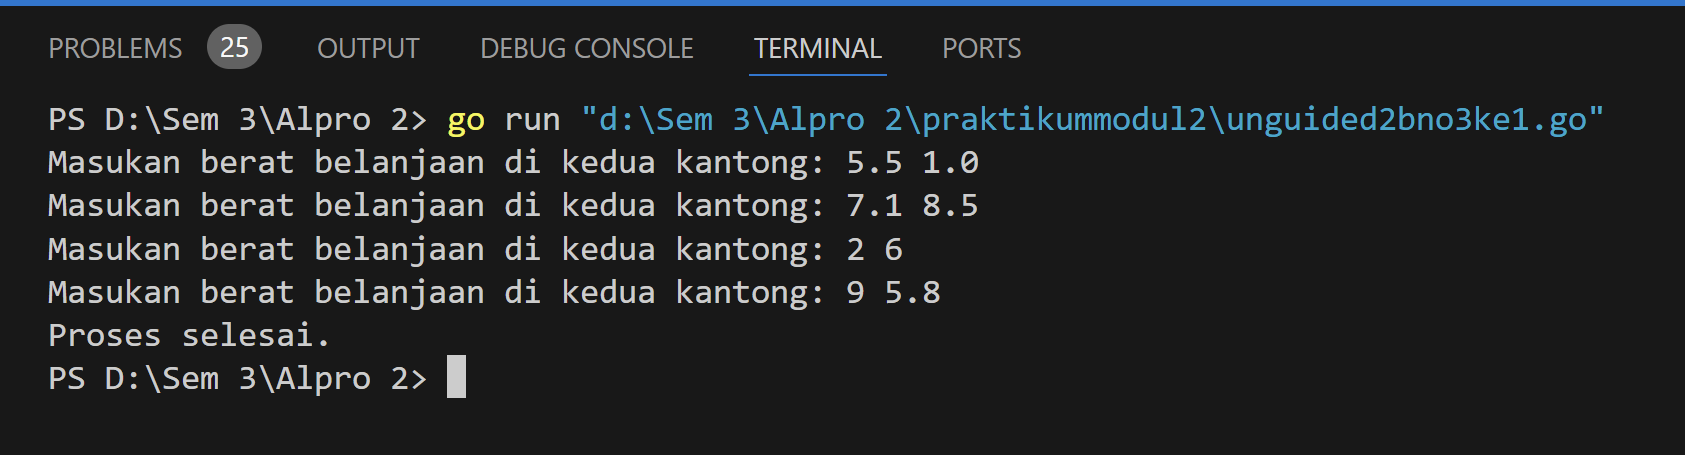 PROBLEMS 25 OUTPUT DEBUG CONSOLE TERMINAL PORTS
PS D:\Sem 3\Alpro 2> go run "d:\Sem 3\Alpro 2\praktikummodul2\unguided2bno3ke1.go"
Masukan berat belanjaan di kedua kantong: 5.5 1.0
Masukan berat belanjaan di kedua kantong: 7.1 8.5
Masukan berat belanjaan di kedua kantong: 2 6
Masukan berat belanjaan di kedua kantong: 9 5.8
Proses selesai.
PS D:\Sem 3\Alpro 2>